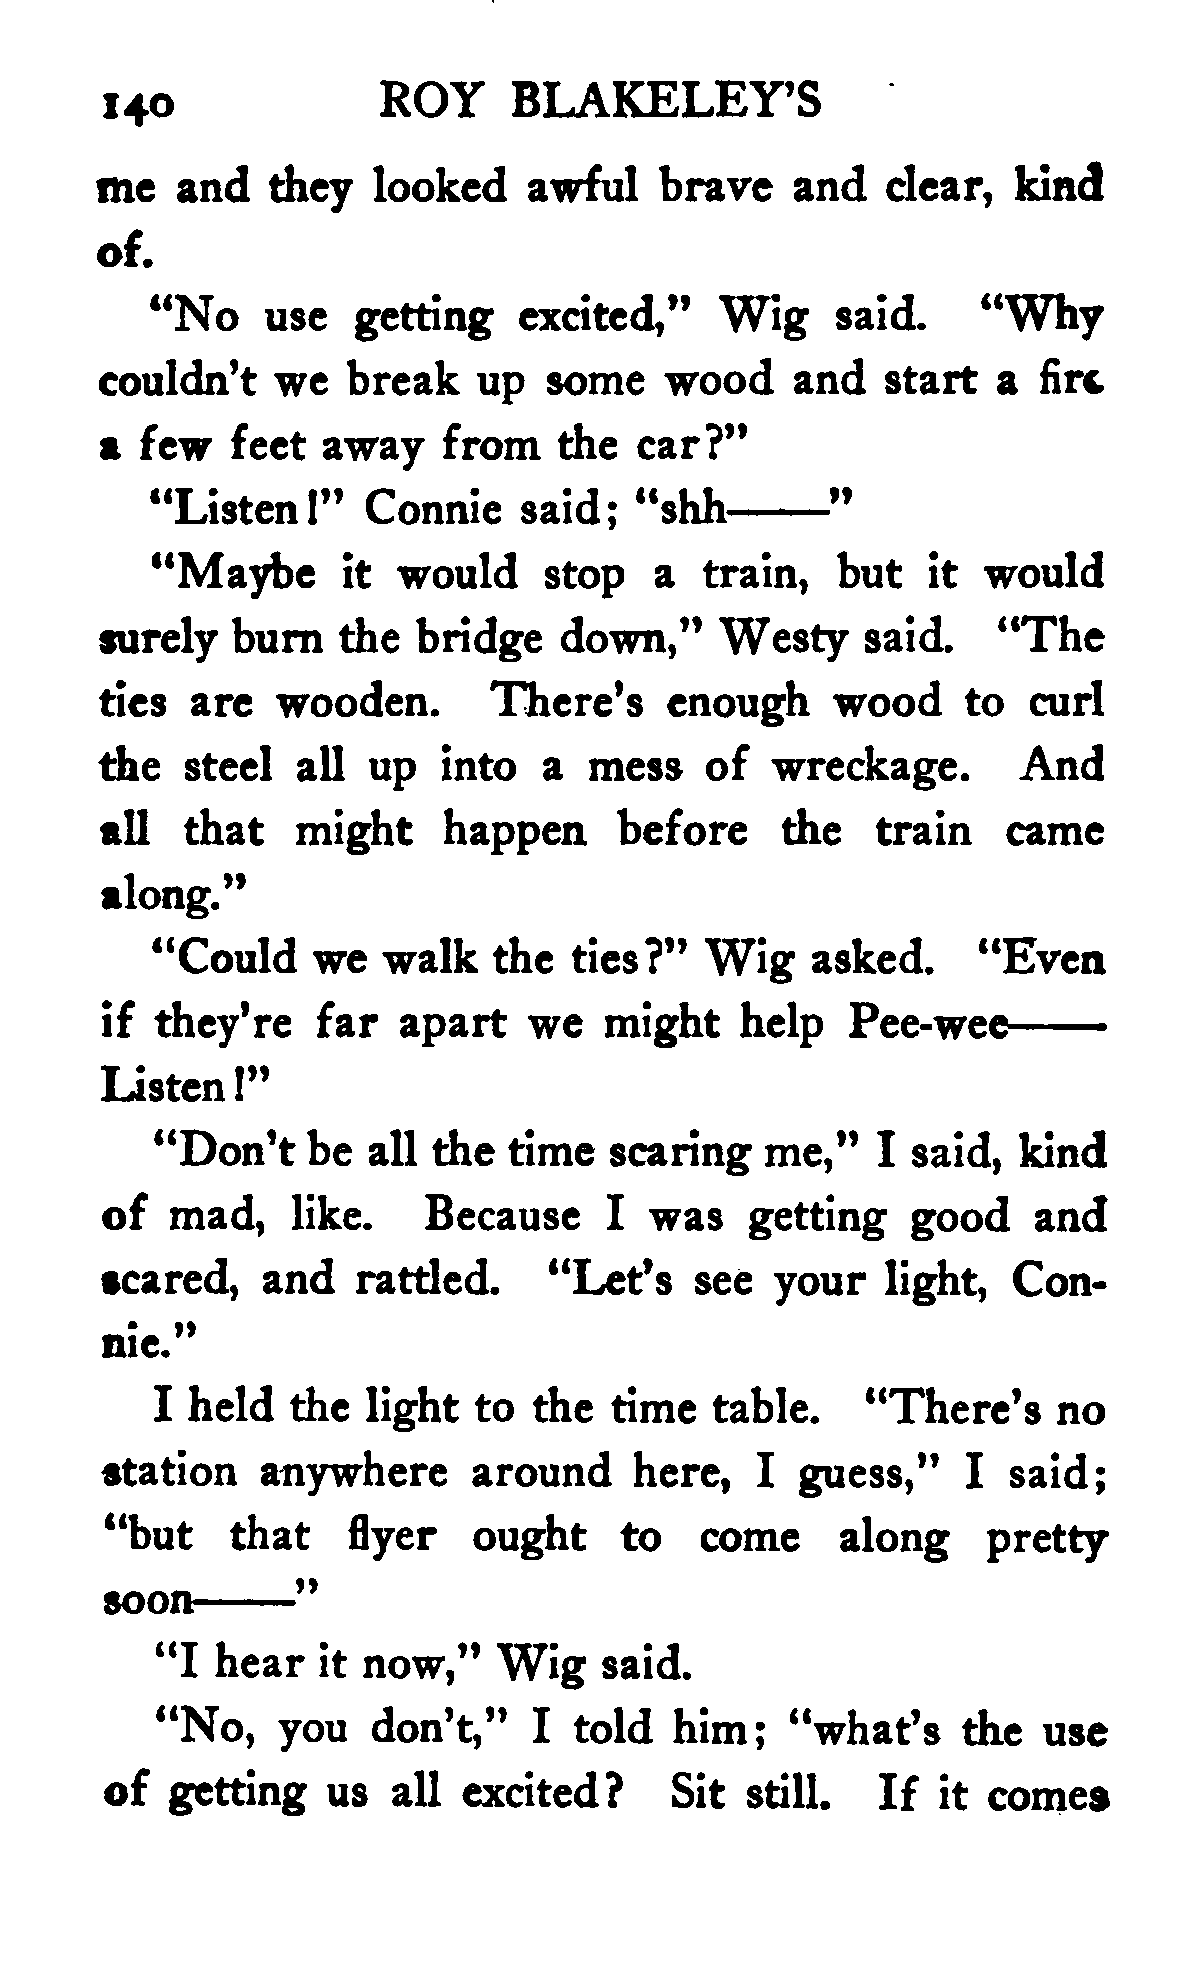 140 ROY BLAKELEY'S
me and they looked awful brave and clear, kind
of.
"No use getting excited," Wig said. "Why
couldn't we break up some wood and start a fire
a few feet away from the car?"
"Listen!" Connie said; "shh——"
"Maybe it would stop a train, but it would
surely burn the bridge down," Westy said. "The
ties are wooden. There's enough wood to curl
the steel all up into a mess of wreckage. And
all that might happen before the train came
along."
"Could we walk the ties?" Wig asked. "Even
if they're far apart we might help Pee-wee——
Listen!"
"Don't be all the time scaring me," I said, kind
of mad, like. Because I was getting good and
scared, and rattled. "Let's see your light, Con-
nie."
I held the light to the time table. "There's no
station anywhere around here, I guess," I said;
"but that flyer ought to come along pretty
soon——"
"I hear it now," Wig said.
"No, you don't," I told him; "what's the use
of getting us all excited? Sit still. If it comes